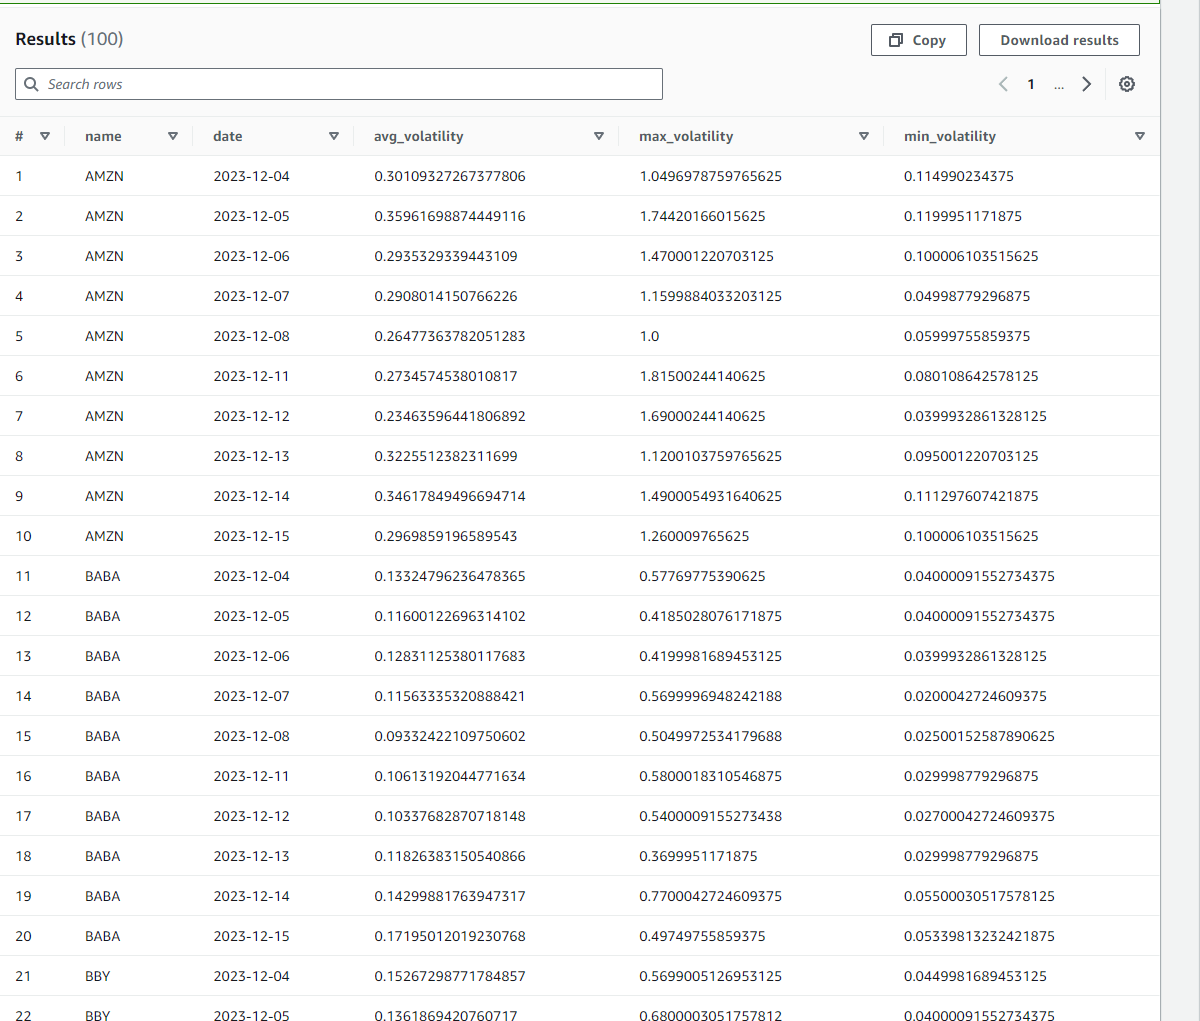 Results (100)
Copy
Download results
Search rows
1 ...
# name date avg_volatility max_volatility min_volatility
1 AMZN 2023-12-04 0.30109327267377806 1.0496978759765625 0.114990234375
2 AMZN 2023-12-05 0.35961698874449116 1.74420166015625 0.1199951171875
3 AMZN 2023-12-06 0.2935329339443109 1.470001220703125 0.100006103515625
4 AMZN 2023-12-07 0.2908014150766226 1.1599884033203125 0.04998779296875
5 AMZN 2023-12-08 0.26477363782051283 1.0 0.05999755859375
6 AMZN 2023-12-11 0.2734574538010817 1.81500244140625 0.080108642578125
7 AMZN 2023-12-12 0.23463596441806892 1.69000244140625 0.0399932861328125
8 AMZN 2023-12-13 0.3225512382311699 1.1200103759765625 0.095001220703125
9 AMZN 2023-12-14 0.34617849496694714 1.4900054931640625 0.111297607421875
10 AMZN 2023-12-15 0.2969859196589543 1.260009765625 0.100006103515625
11 BABA 2023-12-04 0.13324796236478365 0.57769775390625 0.04000091552734375
12 BABA 2023-12-05 0.11600122696314102 0.4185028076171875 0.04000091552734375
13 BABA 2023-12-06 0.12831125380117683 0.4199981689453125 0.0399932861328125
14 BABA 2023-12-07 0.11563335320888421 0.5699996948242188 0.0200042724609375
15 BABA 2023-12-08 0.09332422109750602 0.5049972534179688 0.02500152587890625
16 BABA 2023-12-11 0.10613192044771634 0.5800018310546875 0.029998779296875
17 BABA 2023-12-12 0.10337682870718148 0.5400009155273438 0.02700042724609375
18 BABA 2023-12-13 0.11826383150540866 0.3699951171875 0.029998779296875
19 BABA 2023-12-14 0.14299881763947317 0.7700042724609375 0.05500030517578125
20 BABA 2023-12-15 0.17195012019230768 0.49749755859375 0.05339813232421875
21 BBY 2023-12-04 0.15267298771784857 0.5699005126953125 0.0449981689453125
22 BBY 2023-12-05 0.1361869420760717 0.6800003051757812 0.04000091552734375